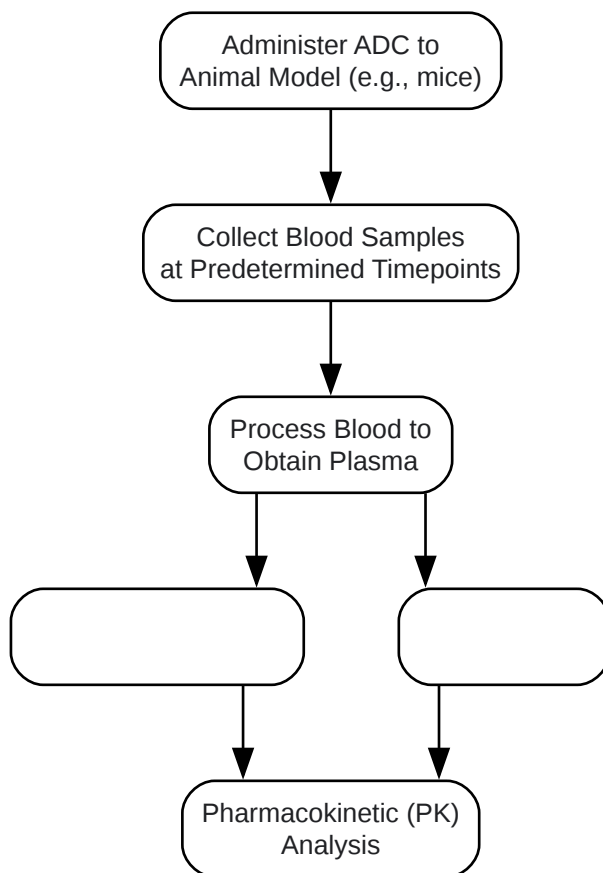 Administer ADC to
Animal Model (e.g., mice)
Collect Blood Samples
at Predetermined Timepoints
Process Blood to
Obtain Plasma
Pharmacokinetic (PK)
Analysis